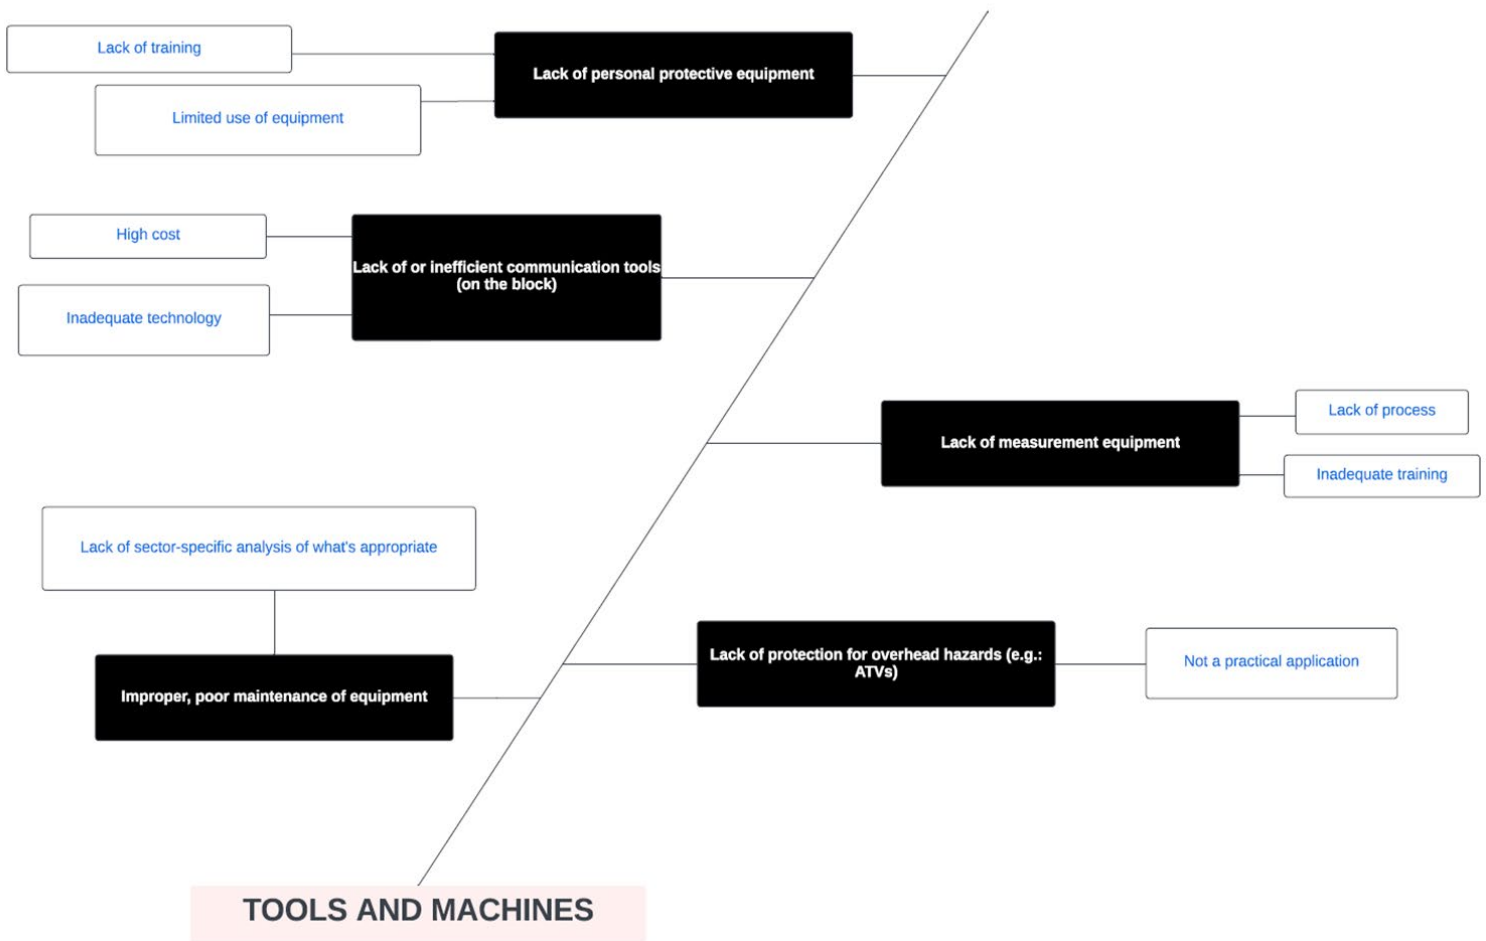 Lack of training
Lack of personal protective equipment
Limited use of equipment
High cost
Lack of or inefficient communication tools
(on the block)
Inadequate technology
Lack of process
Lack of measurement equipment
Inadequate training
Lack of sector-specific analysis of what's appropriate
Lack of protection for overhead hazards (e.g.:
ATVs)
Not a practical application
Improper, poor maintenance of equipment
TOOLS AND MACHINES